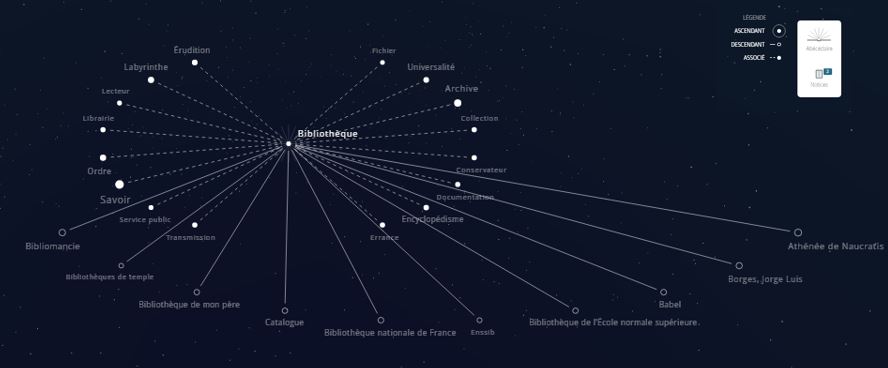 LÉGENDE
ASCENDANT
DESCENDANT
ASSOCIÉ
Abécédaire
2
Notices
Érudition
Fichier
Labyrinthe
Universalité
Lecteur
Archive
Librairie
Collection
Bibliothèque
Ordre
Conservateur
Savoir
Documentation
Service public
Encyclopédisme
Transmission
Errance
Bibliomancie
Athénée de Naucratis
Bibliothèques de temple
Borges, Jorge Luis
Bibliothèque de mon père
Babel
Catalogue
Bibliothèque nationale de France
Enssib
Bibliothèque de l'École normale supérieure.